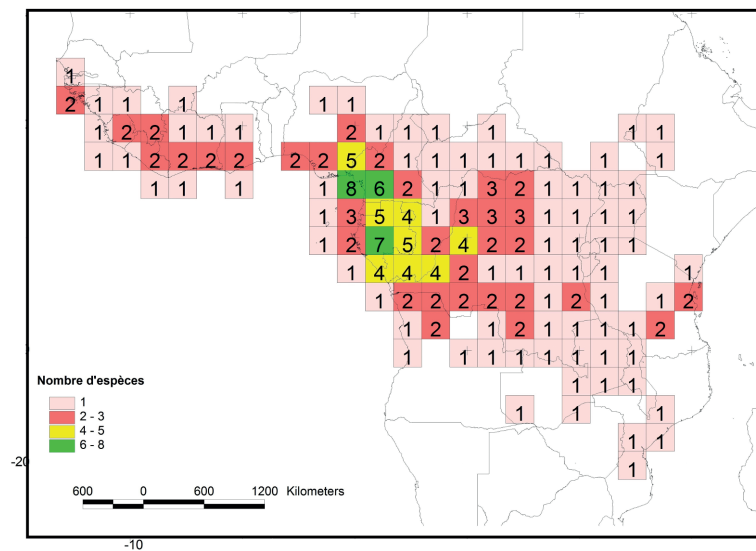 1
2 1 1 1 1 1
1 2 2 1 1 1 2 1 1 1 1 1 1
1 1 2 2 2 2 2 2 5 2 1 1 1 1 1 1 1 1
1 1 1 1 8 6 2 1 1 3 2 1 1 1 1
1 3 5 4 1 3 3 3 1 1 1 1
1 2 7 5 2 4 2 2 1 1 1 1
1 4 4 4 2 1 1 1 1 1 1
1 2 2 2 2 2 1 2 1 1 2
1 2 1 2 1 1 1 1 2
1 1 1 1 1 1 1 1
1 1 1
1 1 1
1 1
1
Nombre d'espèces
1
2 - 3
4 - 5
6 - 8
-20
600 0 600 1200 Kilometers
-10